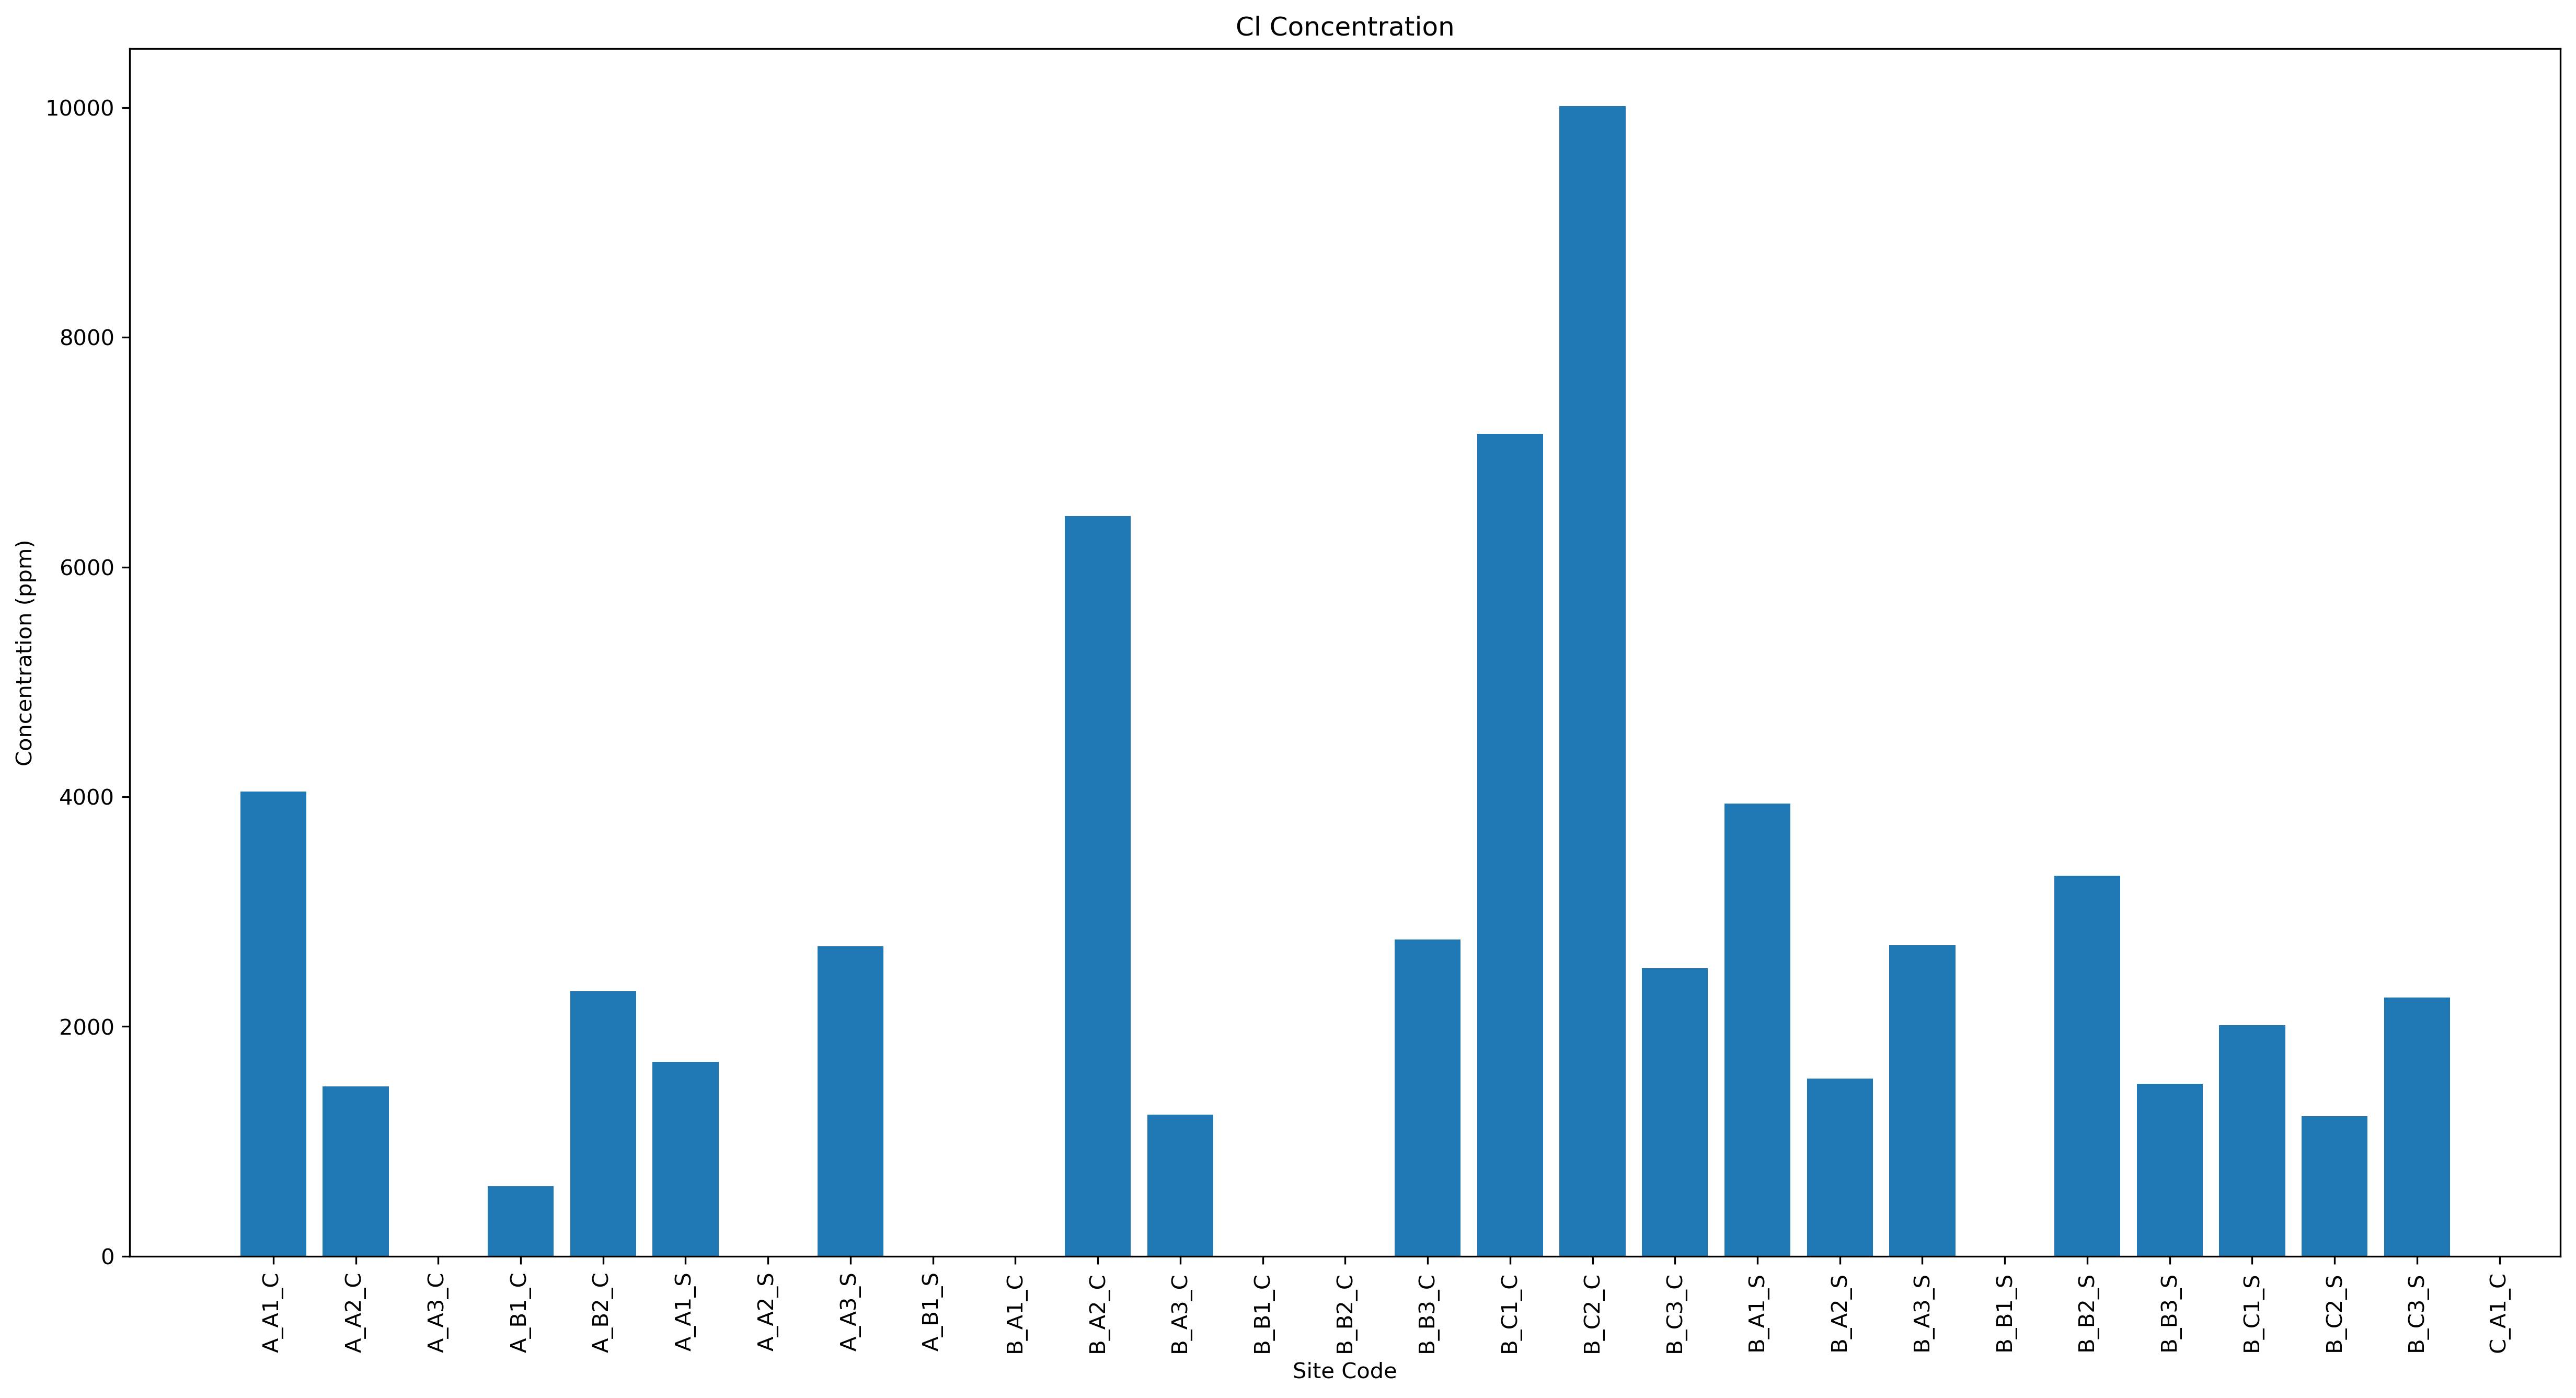 Cl Concentration
10000
8000
6000
4000
2000
0
Concentration (ppm)
A_A1_C
A_A2_C
A_A3_C
A_B1_C
A_B2_C
A_A1_S
A_A2_S
A_A3_S
A_B1_S
B_A1_C
B_A2_C
B_A3_C
B_B1_C
B_B2_C
B_B3_C
B_C1_C
B_C2_C
B_C3_C
B_A1_S
B_A2_S
B_A3_S
B_B1_S
B_B2_S
B_B3_S
B_C1_S
B_C2_S
B_C3_S
C_A1_C
Site Code